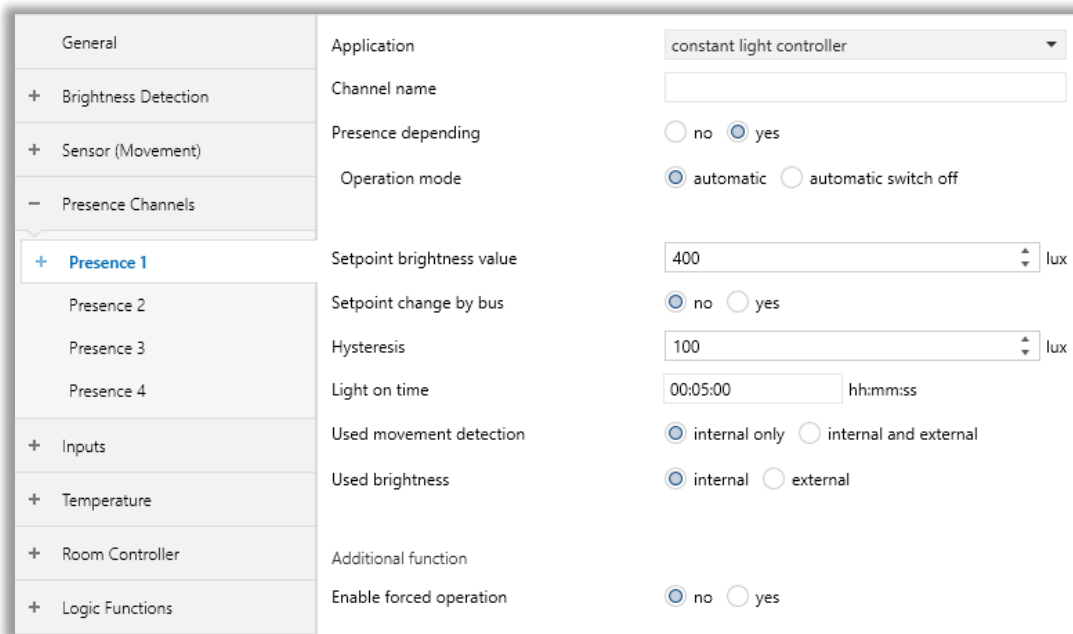 General
Brightness Detection
Sensor (Movement)
Presence Channels
Presence 1
Presence 2
Presence 3
Presence 4
Inputs
Temperature
Room Controller
Logic Functions
Application constant light controller
Channel name
Presence depending no yes
Operation mode automatic automatic switch off
Setpoint brightness value 400 lux
Setpoint change by bus no yes
Hysteresis 100 lux
Light on time 00:05:00 hh:mm:ss
Used movement detection internal only internal and external
Used brightness internal external
Additional function
Enable forced operation no yes